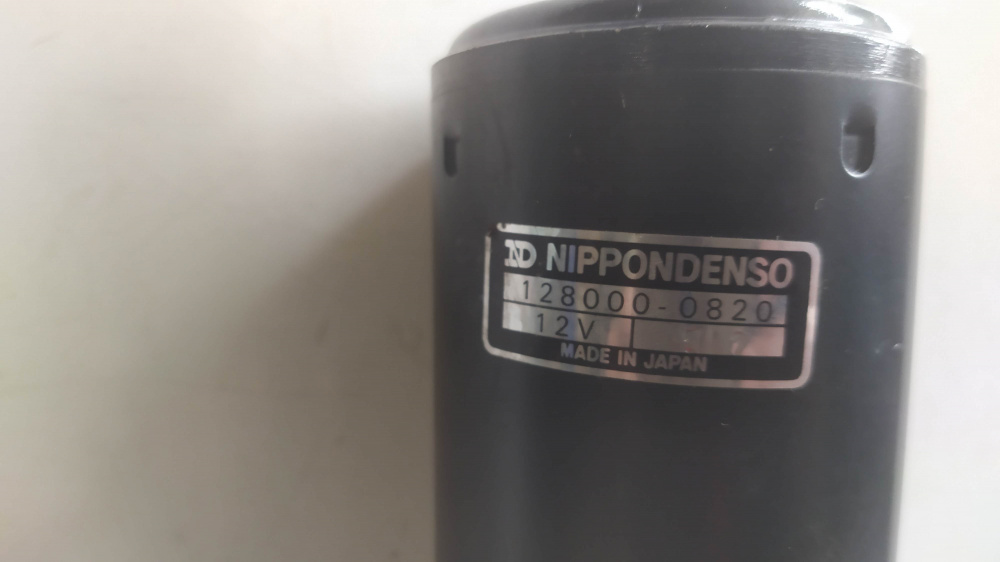 ND NIPPONDENSO
128000-0820
12V
MADE IN JAPAN